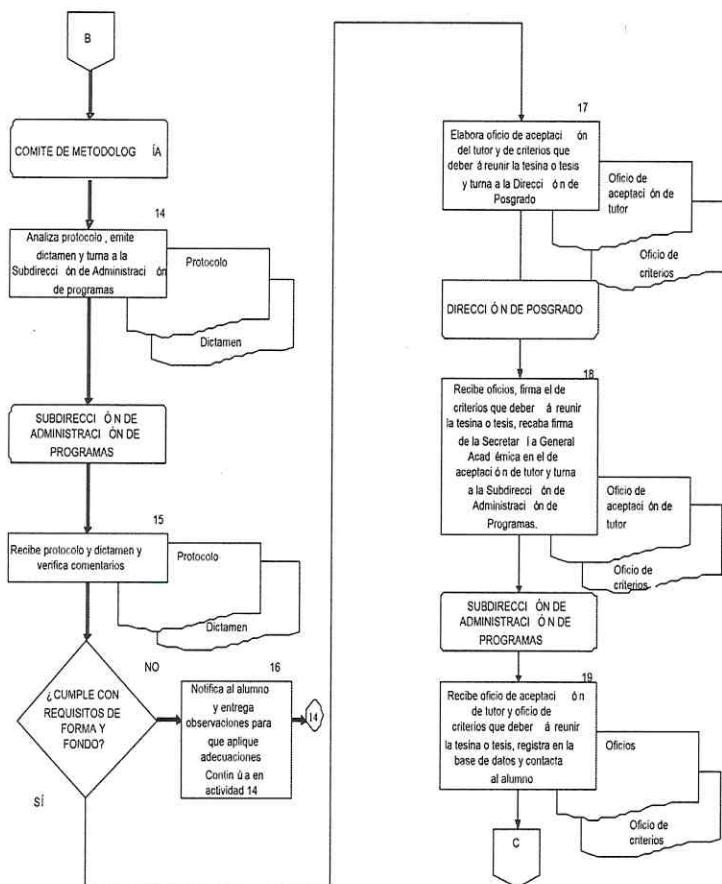 B
COMITE DE METODOLOG ÍA
14
Analiza protocolo , emite
dictamen y turna a la
Subdirecci ón de Administraci ón
de programas
Protocolo
Dictamen
SUBDIRECCI Ó N DE
ADMINISTRACI ÓN DE
PROGRAMAS
15
Recibe protocolo y dictamen y
verifica comentarios
Protocolo
Dictamen
¿CUMPLE CON
REQUISITOS DE
FORMA Y
FONDO?
NO
SÍ
16
Notifica al alumno
y entrega
observaciones para
que aplique
adecuaciones
Contin ú a en
actividad 14
14
17
Elabora oficio de aceptaci ón
del tutor y de criterios que
deber á reunir la tesina o tesis
y turna a la Direcci ón de
Posgrado
Oficio de
aceptaci ón de
tutor
Oficio de
criterios
DIRECCI Ó N DE POSGRADO
18
Recibe oficios, firma el de
criterios que deber á reunir
la tesina o tesis, recaba firma
de la Secretar í a General
Acad émica en el de
aceptaci ón de tutor y turna
a la Subdirecci ón de
Administraci ón de
Programas.
Oficio de
aceptaci ón de
tutor
Oficio de
criterios
SUBDIRECCI ÓN DE
ADMINISTRACI ÓN DE
PROGRAMAS
19
Recibe oficio de aceptaci ón
de tutor y oficio de
criterios que deber á reunir
la tesina o tesis, registra en la
base de datos y contacta
al alumno
Oficios
Oficio de
criterios
C